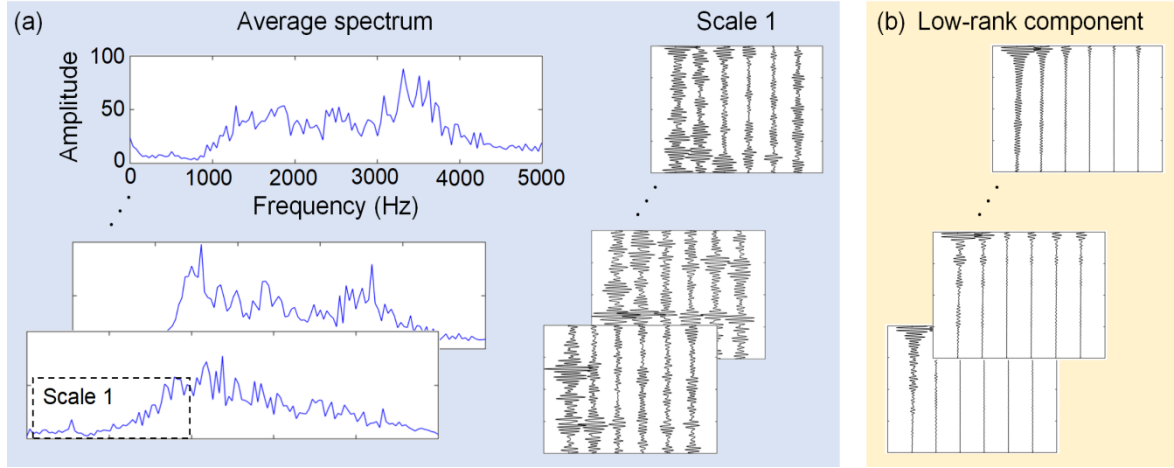 (a) Average spectrum Scale 1 (b) Low-rank component
Amplitude
100
50
0
0 1000 2000 3000 4000 5000
Frequency (Hz)
Scale 1